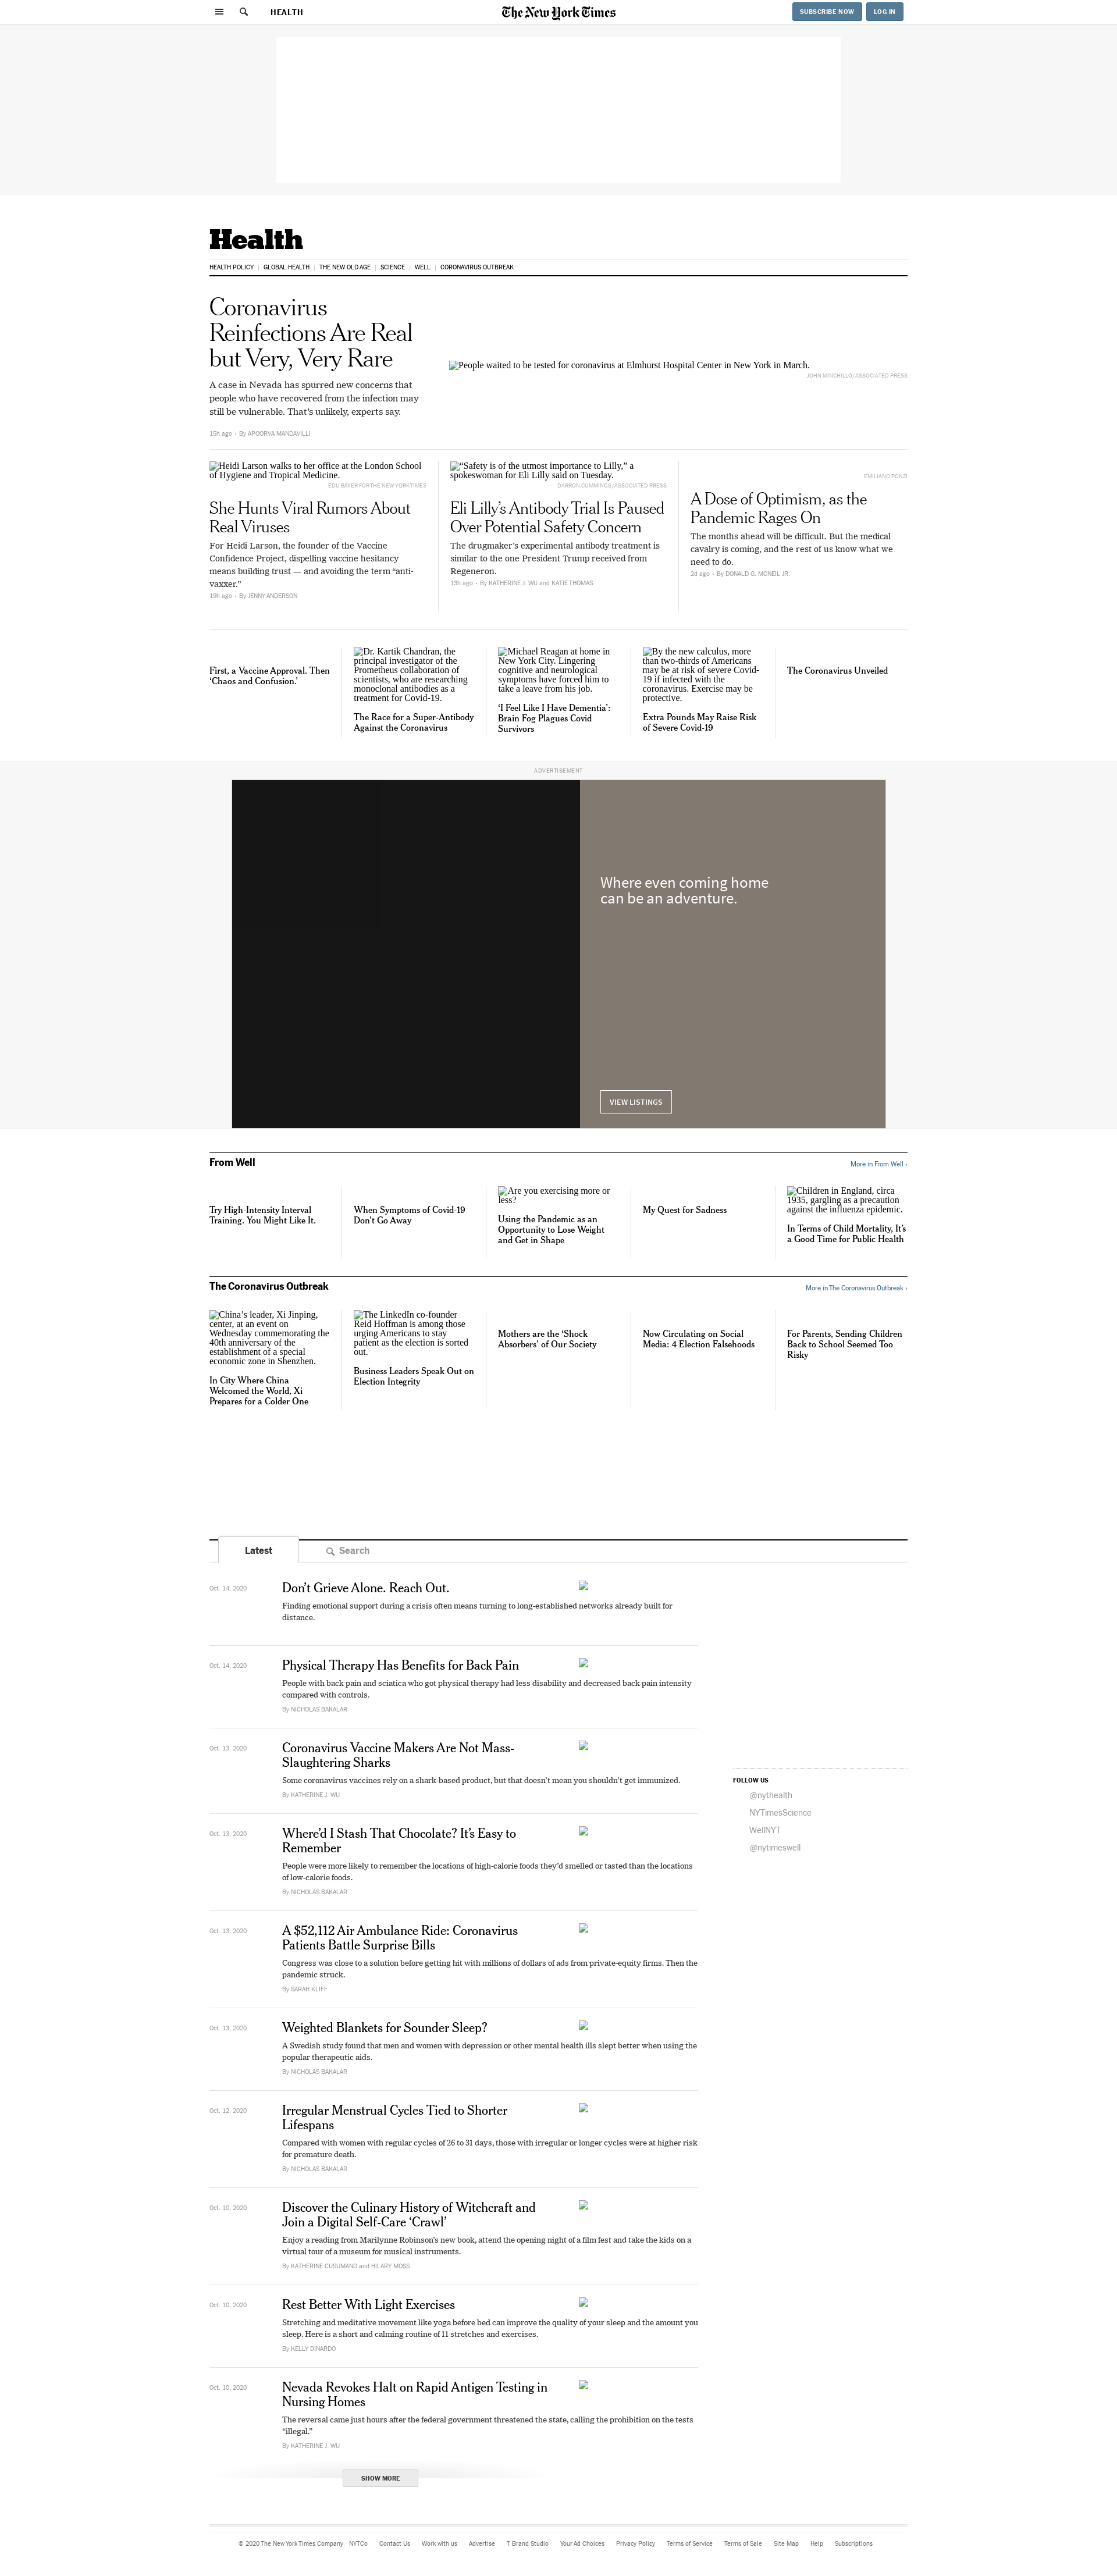 HEALTH
The New York Times
SUBSCRIBE NOW
LOG IN
Health
HEALTH POLICY | GLOBAL HEALTH | THE NEW OLD AGE | SCIENCE | WELL | CORONAVIRUS OUTBREAK
Coronavirus
Reinfections Are Real
but Very, Very Rare
A case in Nevada has spurred new concerns that
people who have recovered from the infection may
still be vulnerable. That’s unlikely, experts say.
15h ago • By APOORVA MANDAVILLI
People waited to be tested for coronavirus at Elmhurst Hospital Center in New York in March.
JOHN MINCHILLO/ASSOCIATED PRESS
Heidi Larson walks to her office at the London School
of Hygiene and Tropical Medicine.
EDU BAYER FOR THE NEW YORK TIMES
She Hunts Viral Rumors About
Real Viruses
For Heidi Larson, the founder of the Vaccine
Confidence Project, dispelling vaccine hesitancy
means building trust — and avoiding the term “anti-
vaxxer.”
19h ago • By JENNY ANDERSON
“Safety is of the utmost importance to Lilly,” a
spokeswoman for Eli Lilly said on Tuesday.
DARRON CUMMINGS/ASSOCIATED PRESS
Eli Lilly’s Antibody Trial Is Paused
Over Potential Safety Concern
The drugmaker’s experimental antibody treatment is
similar to the one President Trump received from
Regeneron.
13h ago • By KATHERINE J. WU and KATIE THOMAS
EMILIANO PONZI
A Dose of Optimism, as the
Pandemic Rages On
The months ahead will be difficult. But the medical
cavalry is coming, and the rest of us know what we
need to do.
2d ago • By DONALD G. MCNEIL JR.
First, a Vaccine Approval. Then
‘Chaos and Confusion.’
Dr. Kartik Chandran, the
principal investigator of the
Prometheus collaboration of
scientists, who are researching
monoclonal antibodies as a
treatment for Covid-19.
The Race for a Super-Antibody
Against the Coronavirus
Michael Reagan at home in
New York City. Lingering
cognitive and neurological
symptoms have forced him to
take a leave from his job.
‘I Feel Like I Have Dementia’:
Brain Fog Plagues Covid
Survivors
By the new calculus, more
than two-thirds of Americans
may be at risk of severe Covid-
19 if infected with the
coronavirus. Exercise may be
protective.
Extra Pounds May Raise Risk
of Severe Covid-19
The Coronavirus Unveiled
ADVERTISEMENT
Where even coming home
can be an adventure.
VIEW LISTINGS
From Well
More in From Well ›
Try High-Intensity Interval
Training. You Might Like It.
When Symptoms of Covid-19
Don’t Go Away
Are you exercising more or
less?
Using the Pandemic as an
Opportunity to Lose Weight
and Get in Shape
My Quest for Sadness
Children in England, circa
1935, gargling as a precaution
against the influenza epidemic.
In Terms of Child Mortality, It’s
a Good Time for Public Health
The Coronavirus Outbreak
More in The Coronavirus Outbreak ›
China’s leader, Xi Jinping,
center, at an event on
Wednesday commemorating the
40th anniversary of the
establishment of a special
economic zone in Shenzhen.
In City Where China
Welcomed the World, Xi
Prepares for a Colder One
The LinkedIn co-founder
Reid Hoffman is among those
urging Americans to stay
patient as the election is sorted
out.
Business Leaders Speak Out on
Election Integrity
Mothers are the ‘Shock
Absorbers’ of Our Society
Now Circulating on Social
Media: 4 Election Falsehoods
For Parents, Sending Children
Back to School Seemed Too
Risky
Latest
Search
Oct. 14, 2020
Don’t Grieve Alone. Reach Out.
Finding emotional support during a crisis often means turning to long-established networks already built for
distance.
Oct. 14, 2020
Physical Therapy Has Benefits for Back Pain
People with back pain and sciatica who got physical therapy had less disability and decreased back pain intensity
compared with controls.
By NICHOLAS BAKALAR
Oct. 13, 2020
Coronavirus Vaccine Makers Are Not Mass-
Slaughtering Sharks
Some coronavirus vaccines rely on a shark-based product, but that doesn’t mean you shouldn’t get immunized.
By KATHERINE J. WU
Oct. 13, 2020
Where’d I Stash That Chocolate? It’s Easy to
Remember
People were more likely to remember the locations of high-calorie foods they’d smelled or tasted than the locations
of low-calorie foods.
By NICHOLAS BAKALAR
Oct. 13, 2020
A $52,112 Air Ambulance Ride: Coronavirus
Patients Battle Surprise Bills
Congress was close to a solution before getting hit with millions of dollars of ads from private-equity firms. Then the
pandemic struck.
By SARAH KLIFF
Oct. 13, 2020
Weighted Blankets for Sounder Sleep?
A Swedish study found that men and women with depression or other mental health ills slept better when using the
popular therapeutic aids.
By NICHOLAS BAKALAR
Oct. 12, 2020
Irregular Menstrual Cycles Tied to Shorter
Lifespans
Compared with women with regular cycles of 26 to 31 days, those with irregular or longer cycles were at higher risk
for premature death.
By NICHOLAS BAKALAR
Oct. 10, 2020
Discover the Culinary History of Witchcraft and
Join a Digital Self-Care ‘Crawl’
Enjoy a reading from Marilynne Robinson’s new book, attend the opening night of a film fest and take the kids on a
virtual tour of a museum for musical instruments.
By KATHERINE CUSUMANO and HILARY MOSS
Oct. 10, 2020
Rest Better With Light Exercises
Stretching and meditative movement like yoga before bed can improve the quality of your sleep and the amount you
sleep. Here is a short and calming routine of 11 stretches and exercises.
By KELLY DINARDO
Oct. 10, 2020
Nevada Revokes Halt on Rapid Antigen Testing in
Nursing Homes
The reversal came just hours after the federal government threatened the state, calling the prohibition on the tests
“illegal.”
By KATHERINE J. WU
SHOW MORE
FOLLOW US
@nythealth
NYTimesScience
WellNYT
@nytimeswell
© 2020 The New York Times Company NYTCo Contact Us Work with us Advertise T Brand Studio Your Ad Choices Privacy Policy Terms of Service Terms of Sale Site Map Help Subscriptions